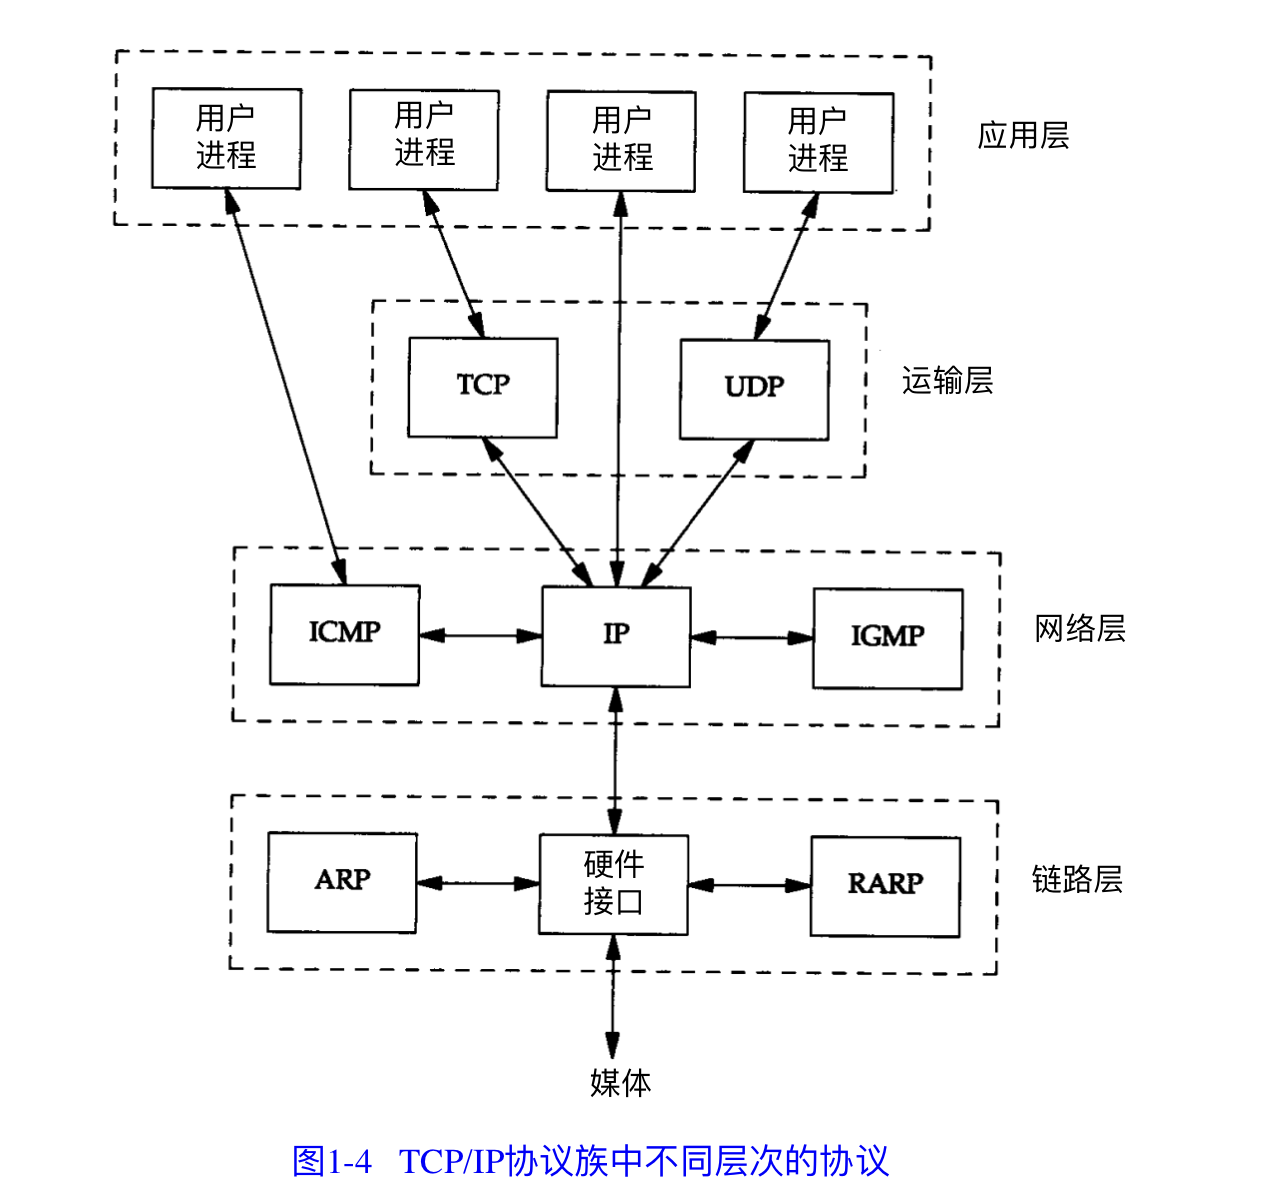 用户
进程
用户
进程
用户
进程
用户
进程
应用层
TCP
UDP
运输层
ICMP
IP
IGMP
网络层
ARP
硬件
接口
RARP
链路层
媒体
图1-4 TCP/IP协议族中不同层次的协议